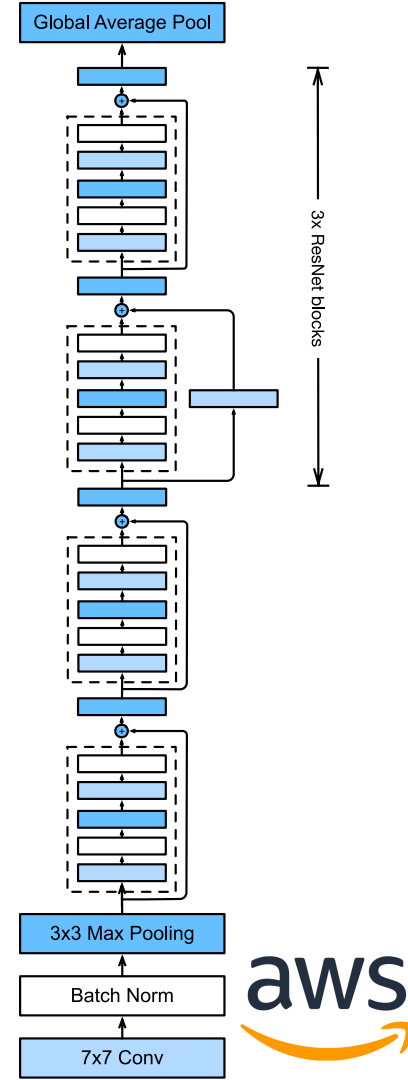 Global Average Pool
+
3x ResNet blocks
+
+
+
3x3 Max Pooling
Batch Norm
7x7 Conv
aws